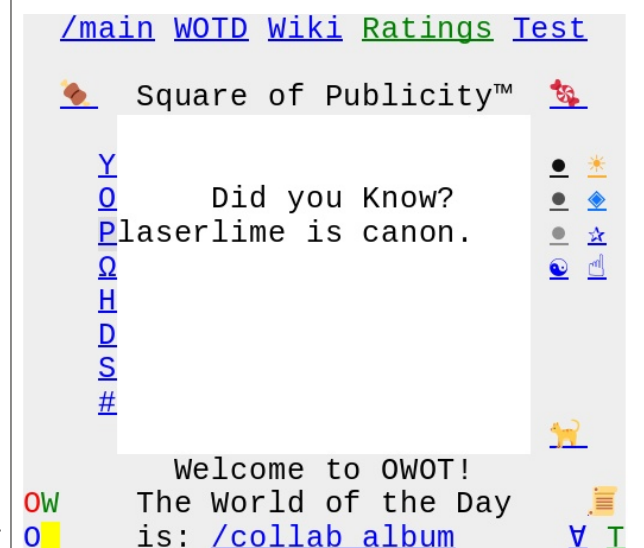 /main WOTD Wiki Ratings Test
🍖 Square of Publicity™ 🍬
Y ● ☀
O Did you Know? ● ◈
Plaserlime is canon. ● ✰
Ω ☯ ☝
H
D
S
#
🐈
Welcome to OWOT!
OW The World of the Day 📜
O is: /collab album ∀ T